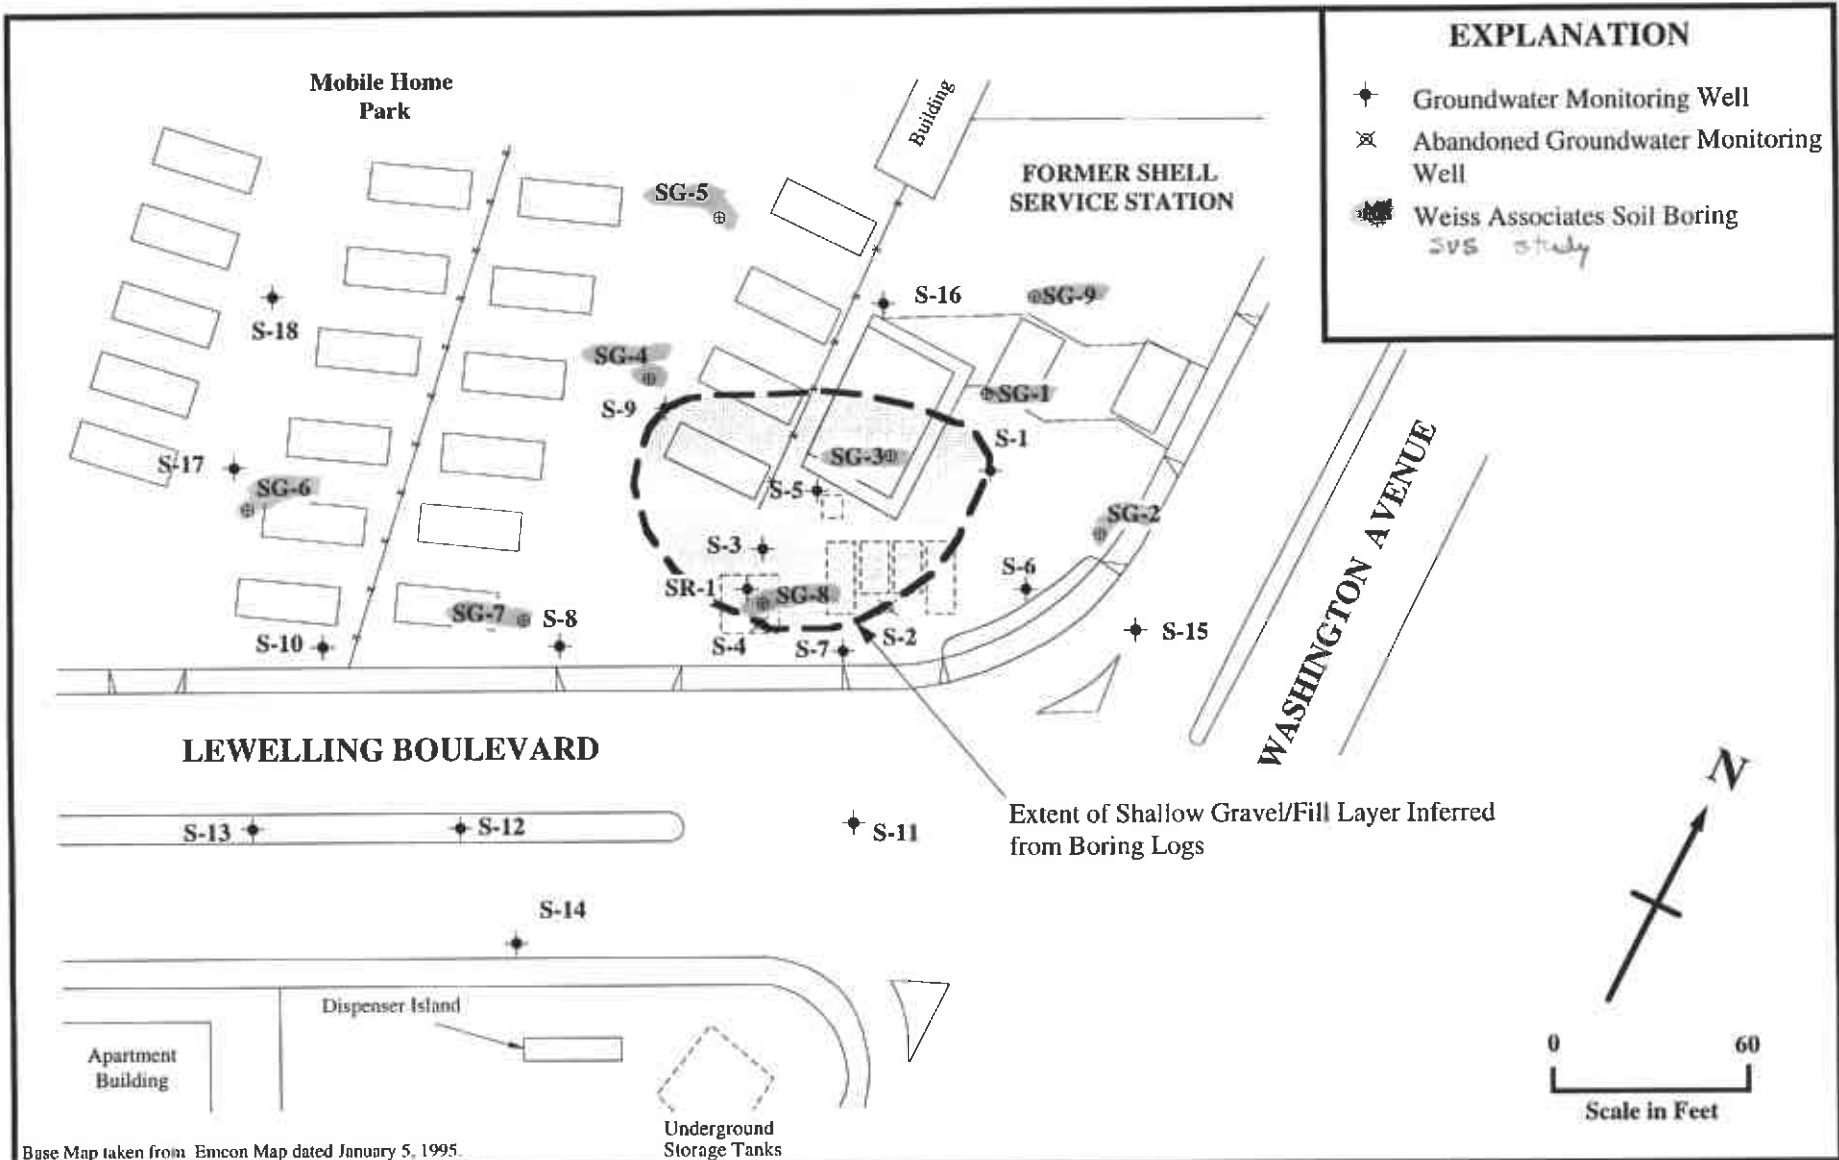 EXPLANATION
Groundwater Monitoring Well
Abandoned Groundwater Monitoring
Well
Weiss Associates Soil Boring
SVS study
Mobile Home
Park
Building
FORMER SHELL
SERVICE STATION
SG-5
S-16
SG-9
S-18
SG-4
SG-1
S-9
S-1
SG-3
S-17
SG-6
S-5
SG-2
S-3
S-6
SR-1
SG-8
SG-7
S-8
S-10
S-4
S-7
S-2
S-15
WASHINGTON AVENUE
LEWELLING BOULEVARD
N
Extent of Shallow Gravel/Fill Layer Inferred
from Boring Logs
S-13
S-12
S-11
S-14
Dispenser Island
Apartment
Building
Underground
Storage Tanks
0 60
Scale in Feet
Base Map taken from Emcon Map dated January 5, 1995.